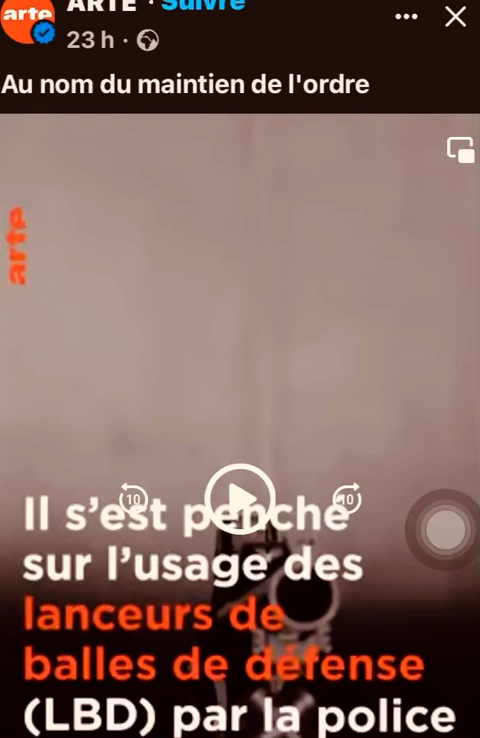 arte ARTE · Suivre
23 h ·
Au nom du maintien de l'ordre
arte
10 10
Il s'est penché
sur l'usage des
lanceurs de
balles de défense
(LBD) par la police